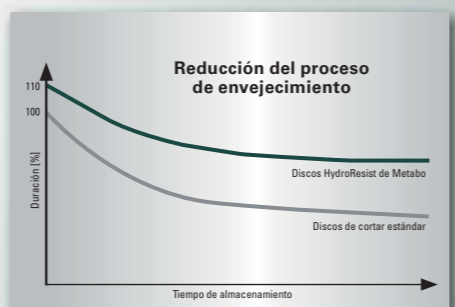 Reducción del proceso
de envejecimiento
110
100
Duración [%]
Discos HydroResist de Metabo
Discos de cortar estándar
Tiempo de almacenamiento